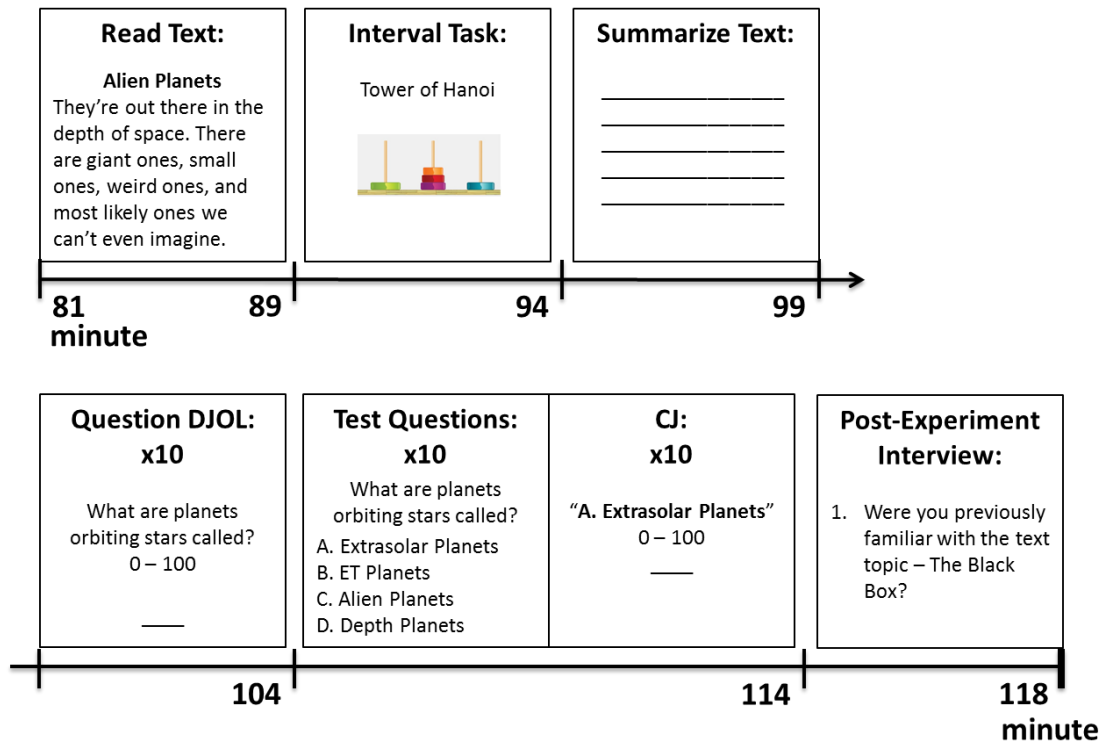 Read Text:
Alien Planets
They’re out there in the
depth of space. There
are giant ones, small
ones, weird ones, and
most likely ones we
can’t even imagine.
Interval Task:
Tower of Hanoi
Summarize Text:
81
minute
89
94
99
Question DJOL:
x10
What are planets
orbiting stars called?
0 – 100
Test Questions:
x10
What are planets
orbiting stars called?
A. Extrasolar Planets
B. ET Planets
C. Alien Planets
D. Depth Planets
CJ:
x10
“A. Extrasolar Planets”
0 – 100
Post-Experiment
Interview:
1. Were you previously
familiar with the text
topic – The Black
Box?
104
114
118
minute